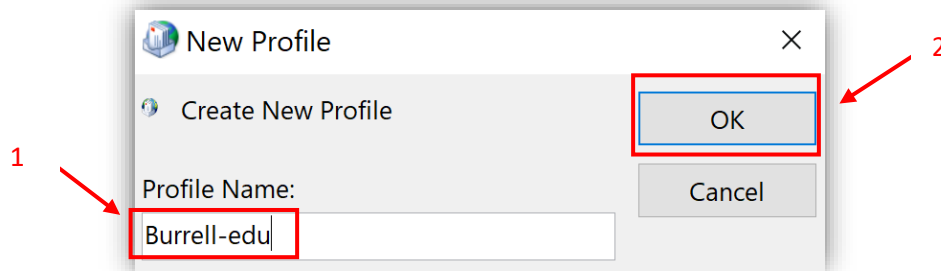 New Profile
2
Create New Profile
OK
1
Profile Name:
Cancel
Burrell-edu